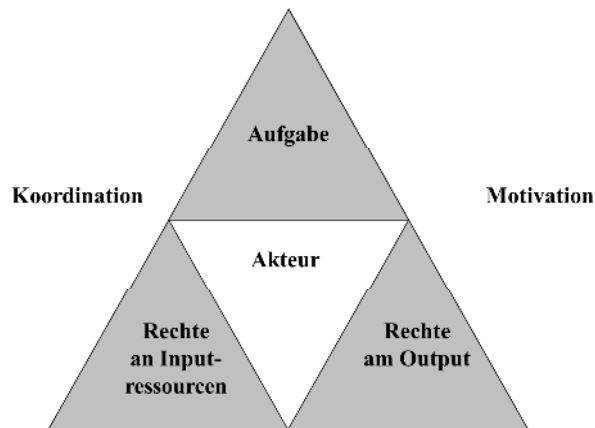 Aufgabe
Koordination
Motivation
Akteur
Rechte
an Input-
ressourcen
Rechte
am Output